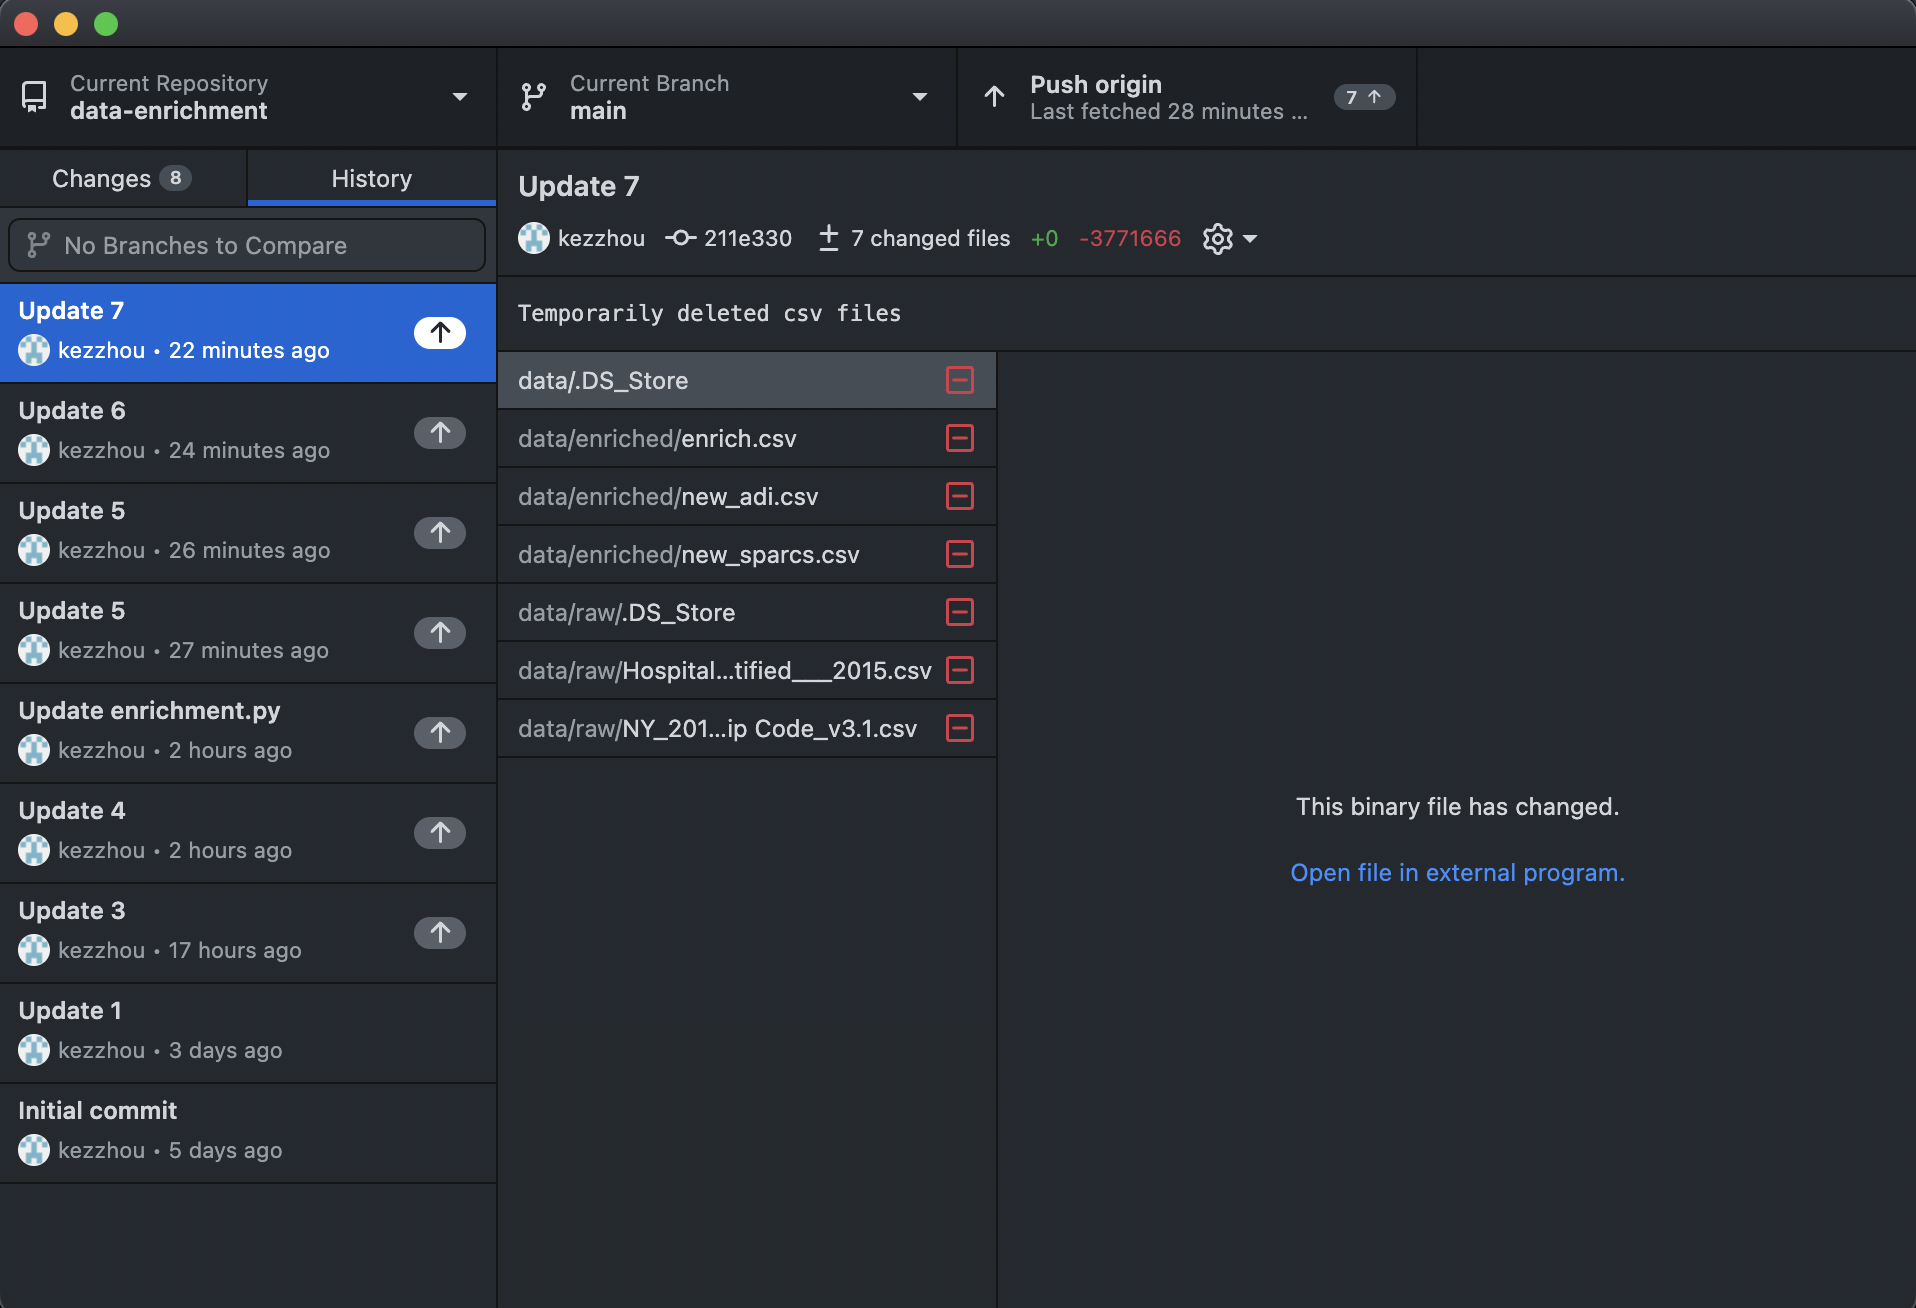 Current Repository
data-enrichment
Current Branch
main
Push origin
Last fetched 28 minutes ...
7
Changes 8
History
No Branches to Compare
Update 7
kezzhou • 22 minutes ago
Update 6
kezzhou • 24 minutes ago
Update 5
kezzhou • 26 minutes ago
Update 5
kezzhou • 27 minutes ago
Update enrichment.py
kezzhou • 2 hours ago
Update 4
kezzhou • 2 hours ago
Update 3
kezzhou • 17 hours ago
Update 1
kezzhou • 3 days ago
Initial commit
kezzhou • 5 days ago
Update 7
kezzhou 211e330 7 changed files +0 -3771666
Temporarily deleted csv files
data/.DS_Store
data/enriched/enrich.csv
data/enriched/new_adi.csv
data/enriched/new_sparcs.csv
data/raw/.DS_Store
data/raw/Hospital...tified___2015.csv
data/raw/NY_201...ip Code_v3.1.csv
This binary file has changed.
Open file in external program.